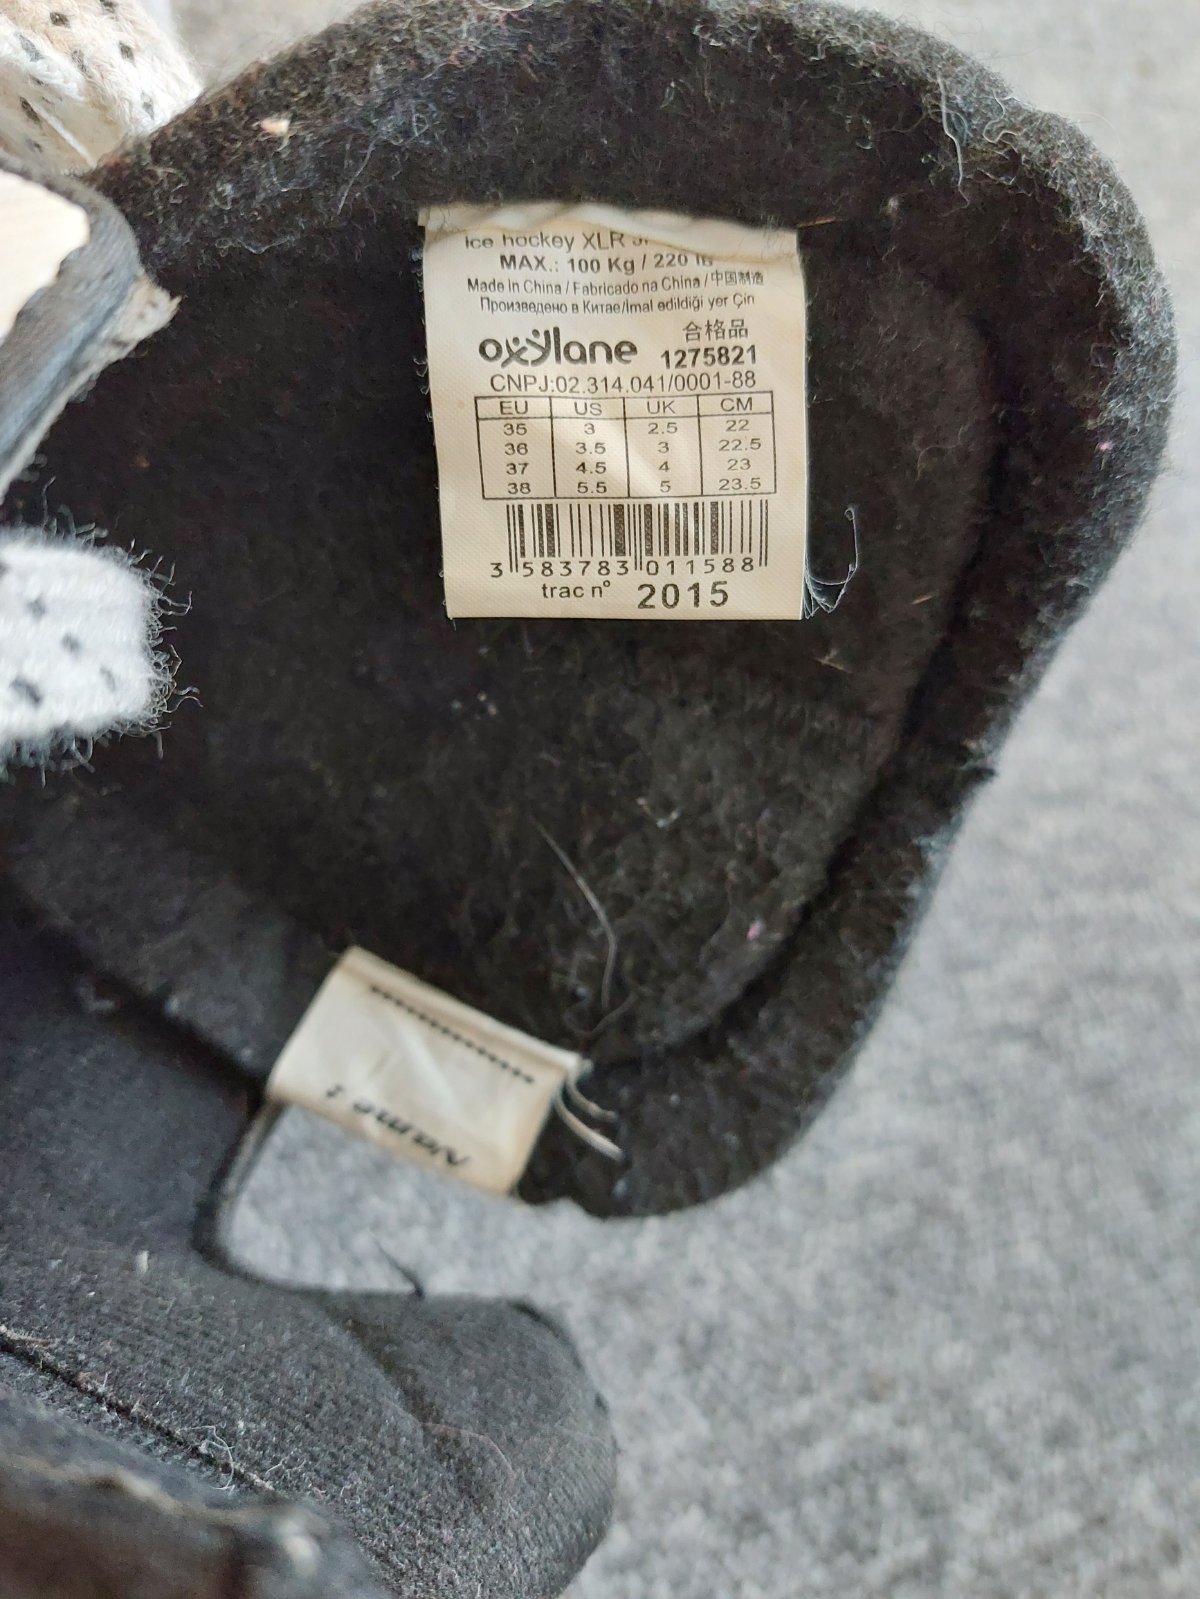 Ice hockey XLR
MAX.: 100 Kg / 220 lb
Made in China / Fabricado na China / 中国制造
Произведено в Китае/Imal edildiği yer Çin
合格品
oxylane 1275821
CNPJ:02.314.041/0001-88
EU US UK CM
35 3 2.5 22
36 3.5 3 22.5
37 4.5 4 23
38 5.5 5 23.5
3 583783 011588
trac n° 2015
Name :